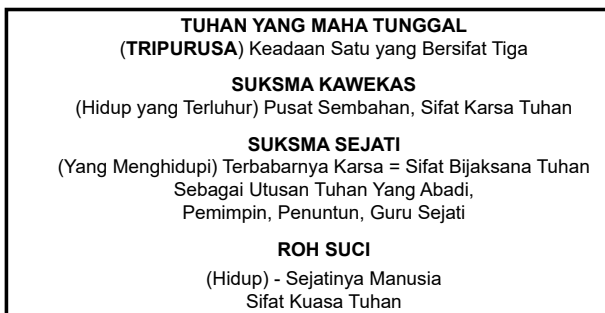 TUHAN YANG MAHA TUNGGAL
(TRIPURUSA) Keadaan Satu yang Bersifat Tiga
SUKSMA KAWEKAS
(Hidup yang Terluhur) Pusat Sembahan, Sifat Karsa Tuhan
SUKSMA SEJATI
(Yang Menghidupi) Terbabarnya Karsa = Sifat Bijaksana Tuhan
Sebagai Utusan Tuhan Yang Abadi,
Pemimpin, Penuntun, Guru Sejati
ROH SUCI
(Hidup) - Sejatinya Manusia
Sifat Kuasa Tuhan